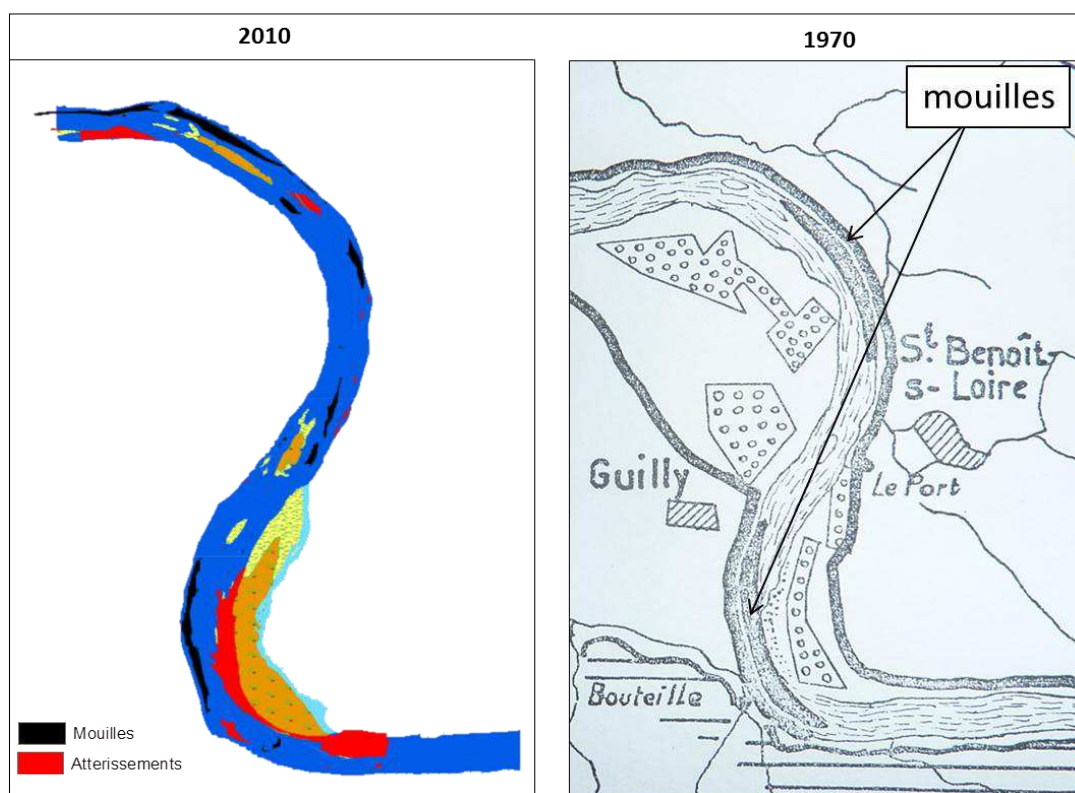 2010
1970
mouilles
St Benoît-
s-Loire
Guilly
Le Port
Bouteille
Mouilles
Atterissements